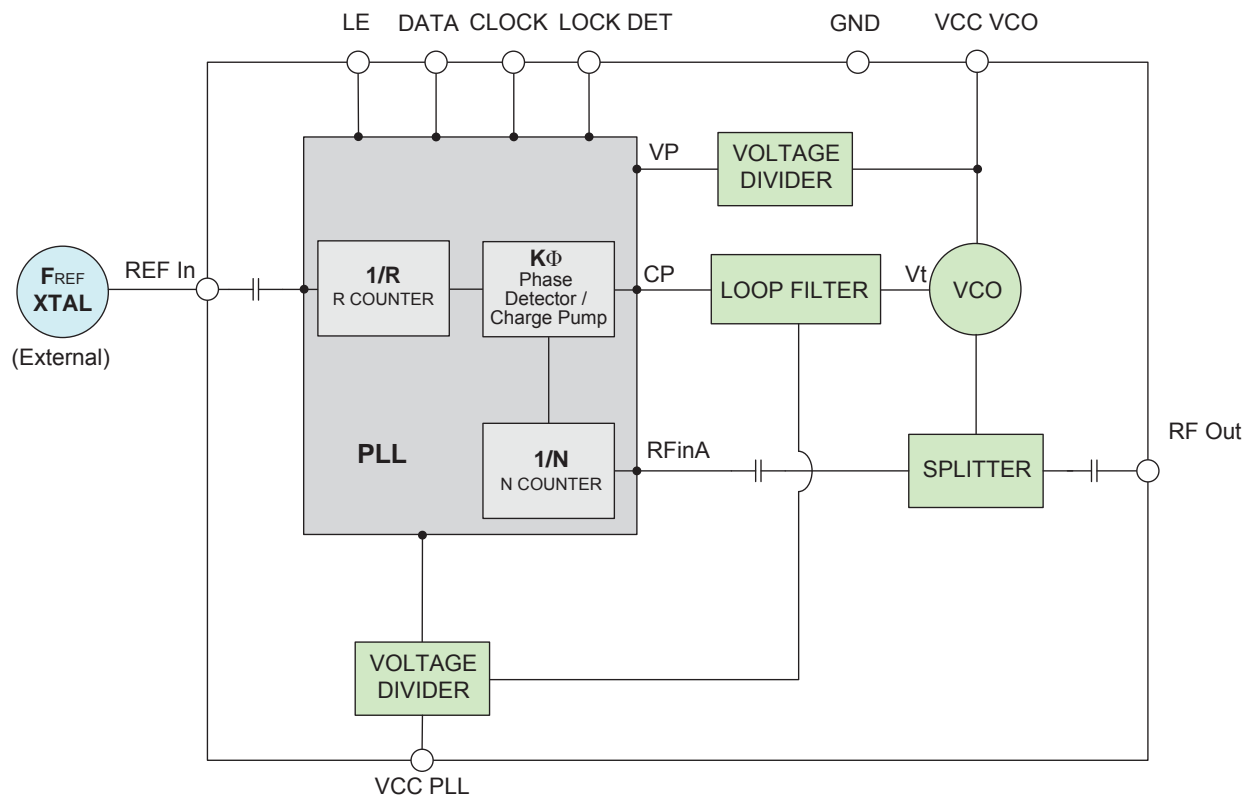 LE
DATA
CLOCK
LOCK DET
GND
VCC VCO
VP
VOLTAGE
DIVIDER
FREF
XTAL
(External)
REF In
1/R
R COUNTER
KΦ
Phase
Detector /
Charge Pump
CP
LOOP FILTER
Vt
VCO
PLL
1/N
N COUNTER
RFinA
SPLITTER
RF Out
VOLTAGE
DIVIDER
VCC PLL